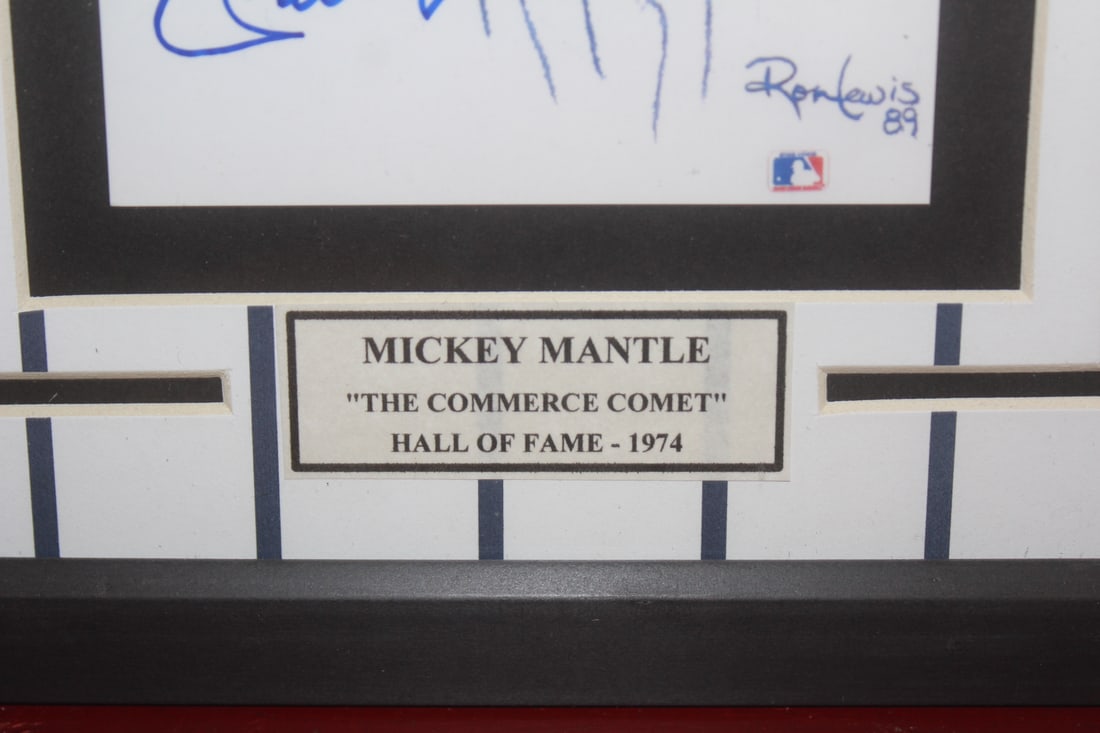 Ron Lewis
89
MICKEY MANTLE
"THE COMMERCE COMET"
HALL OF FAME - 1974